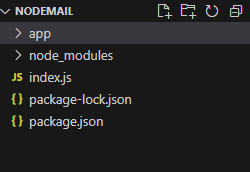 NODEMAIL
app
node_modules
JS index.js
{} package-lock.json
{} package.json